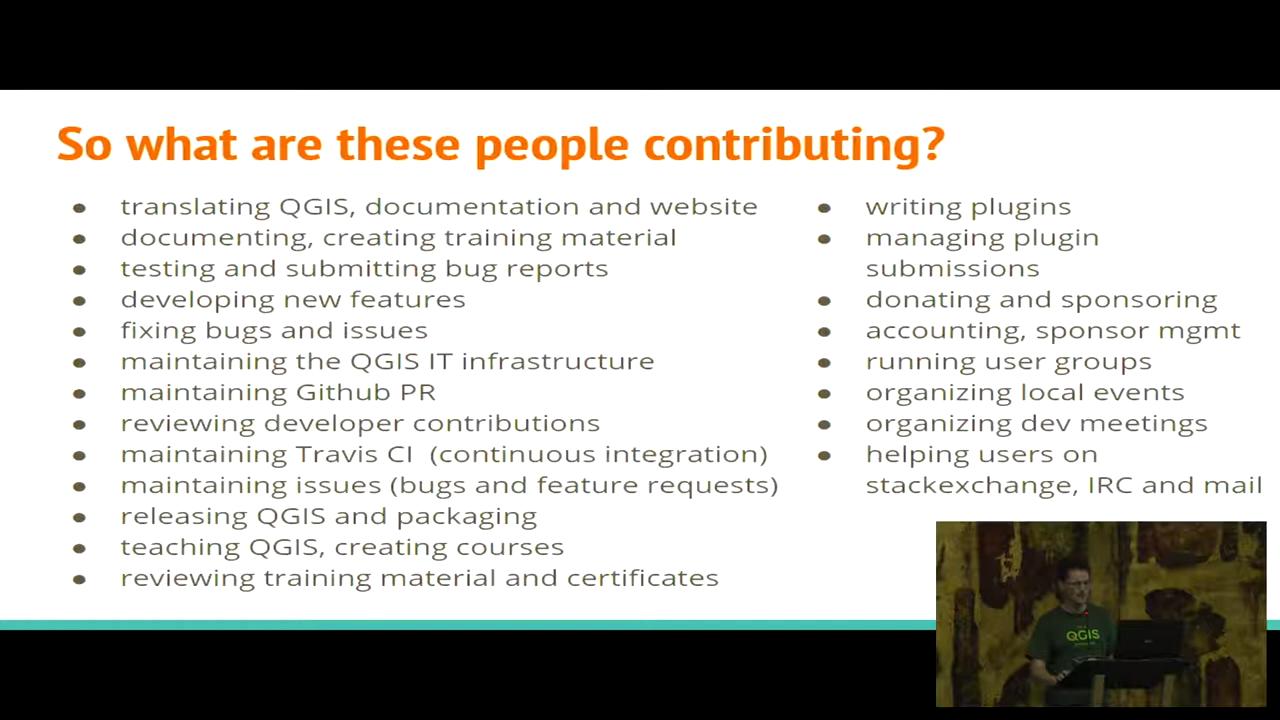 So what are these people contributing?
● translating QGIS, documentation and website
● documenting, creating training material
● testing and submitting bug reports
● developing new features
● fixing bugs and issues
● maintaining the QGIS IT infrastructure
● maintaining Github PR
● reviewing developer contributions
● maintaining Travis CI (continuous integration)
● maintaining issues (bugs and feature requests)
● releasing QGIS and packaging
● teaching QGIS, creating courses
● reviewing training material and certificates
● writing plugins
● managing plugin
submissions
● donating and sponsoring
● accounting, sponsor mgmt
● running user groups
● organizing local events
● organizing dev meetings
● helping users on
stackexchange, IRC and mail
QGIS